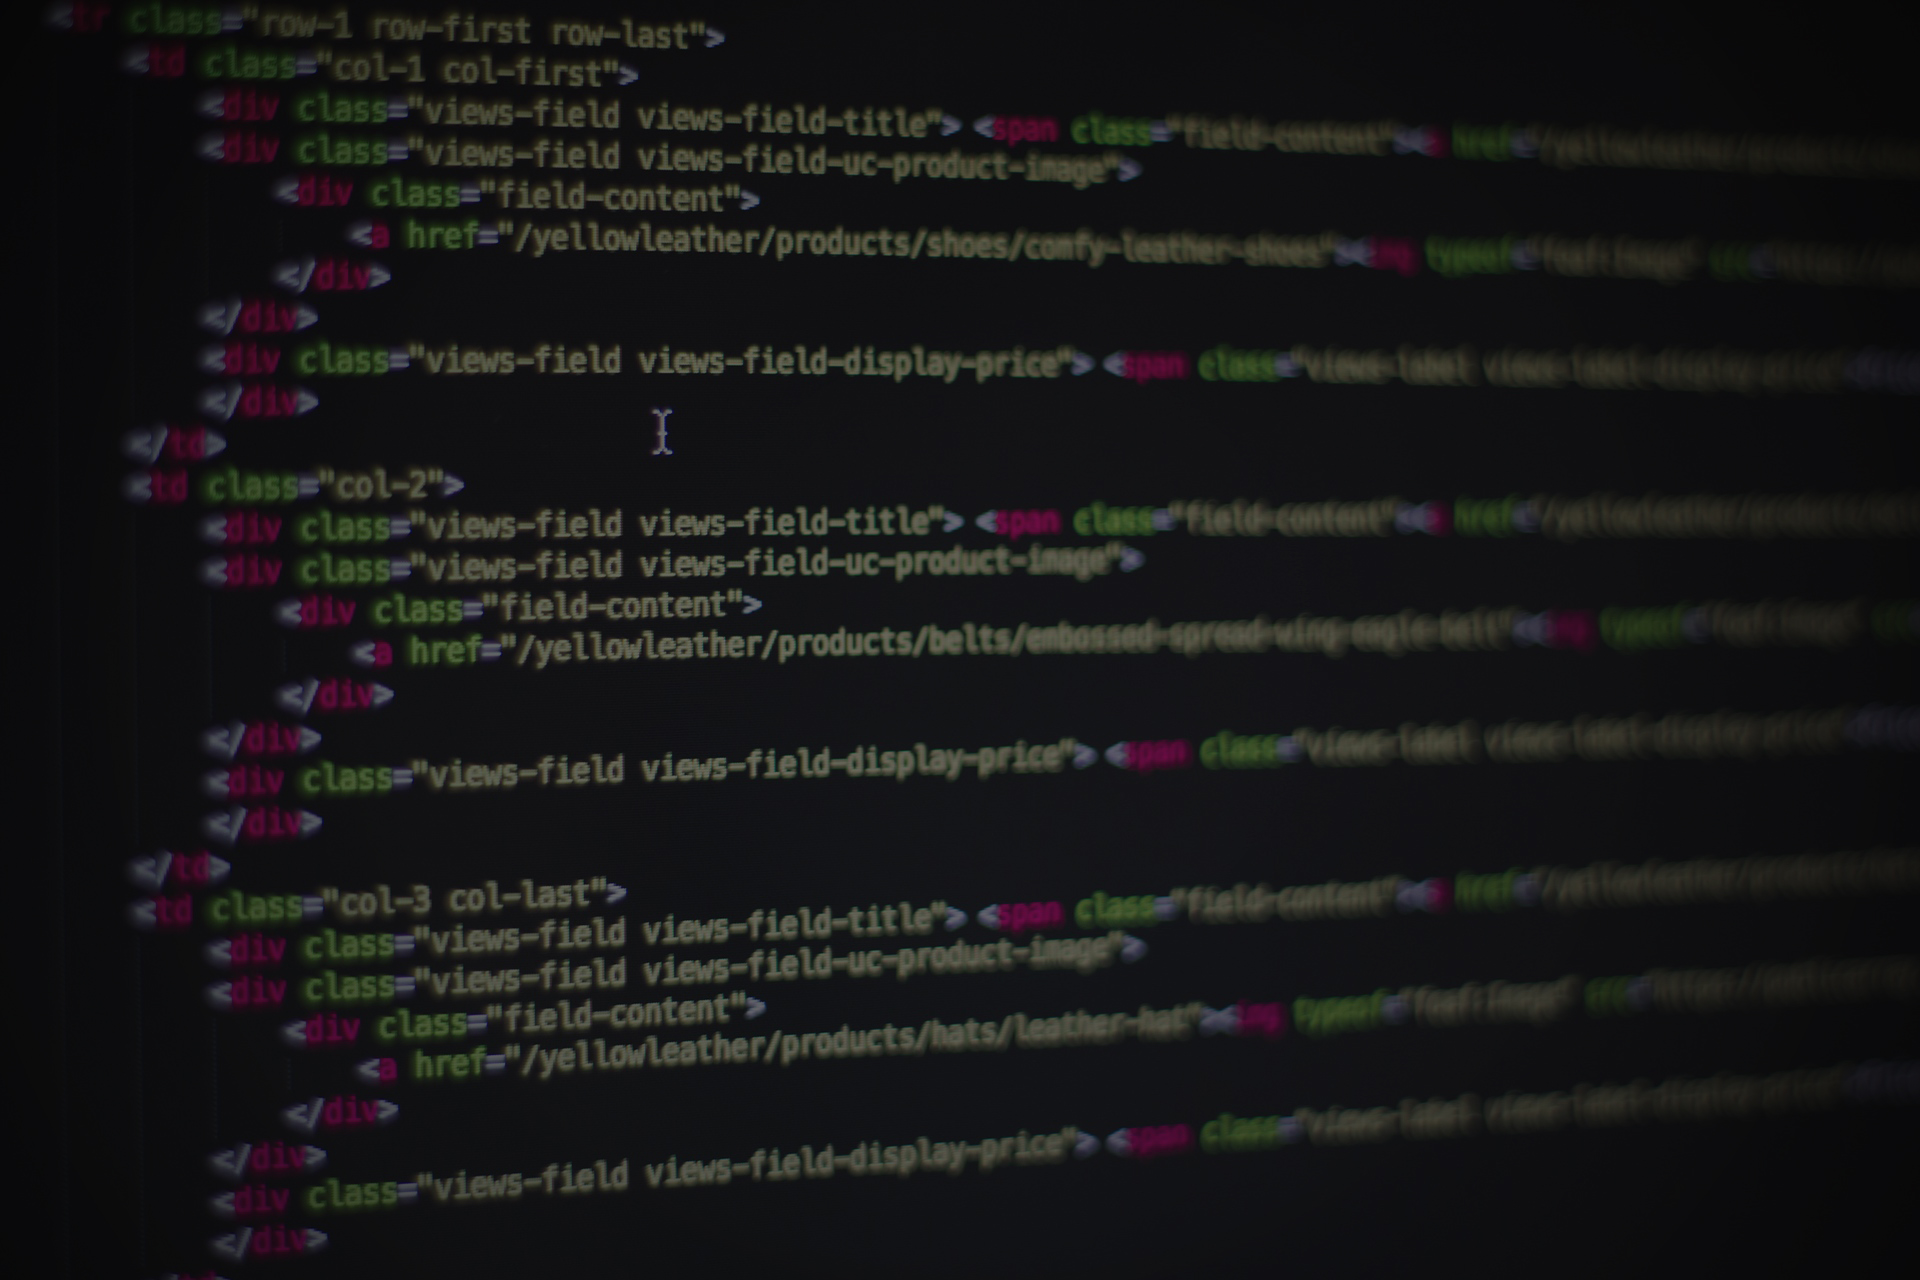 <tr class="row-1 row-first row-last">
<td class="col-1 col-first">
<div class="views-field views-field-title"> <span class="field-content"><a href="/yellowleather/products/
<div class="views-field views-field-uc-product-image">
<div class="field-content">
<a href="/yellowleather/products/shoes/comfy-leather-shoes"><img typeof="foaf:Image" src="https://
</div>
</div>
<div class="views-field views-field-display-price"> <span class="views-label views-label-display-price">
</div>
</td>
<td class="col-2">
<div class="views-field views-field-title"> <span class="field-content"><a href="/yellowleather/products/
<div class="views-field views-field-uc-product-image">
<div class="field-content">
<a href="/yellowleather/products/belts/embossed-spread-wing-eagle-belt"><img typeof="foaf:Image"
</div>
</div>
<div class="views-field views-field-display-price"> <span class="views-label views-label-display-price">
</div>
</td>
<td class="col-3 col-last">
<div class="views-field views-field-title"> <span class="field-content"><a href="/yellowleather/products/
<div class="views-field views-field-uc-product-image">
<div class="field-content">
<a href="/yellowleather/products/hats/leather-hat"><img typeof="foaf:Image" src="https://
</div>
</div>
<div class="views-field views-field-display-price"> <span class="views-label views-label-display-price">
</div>